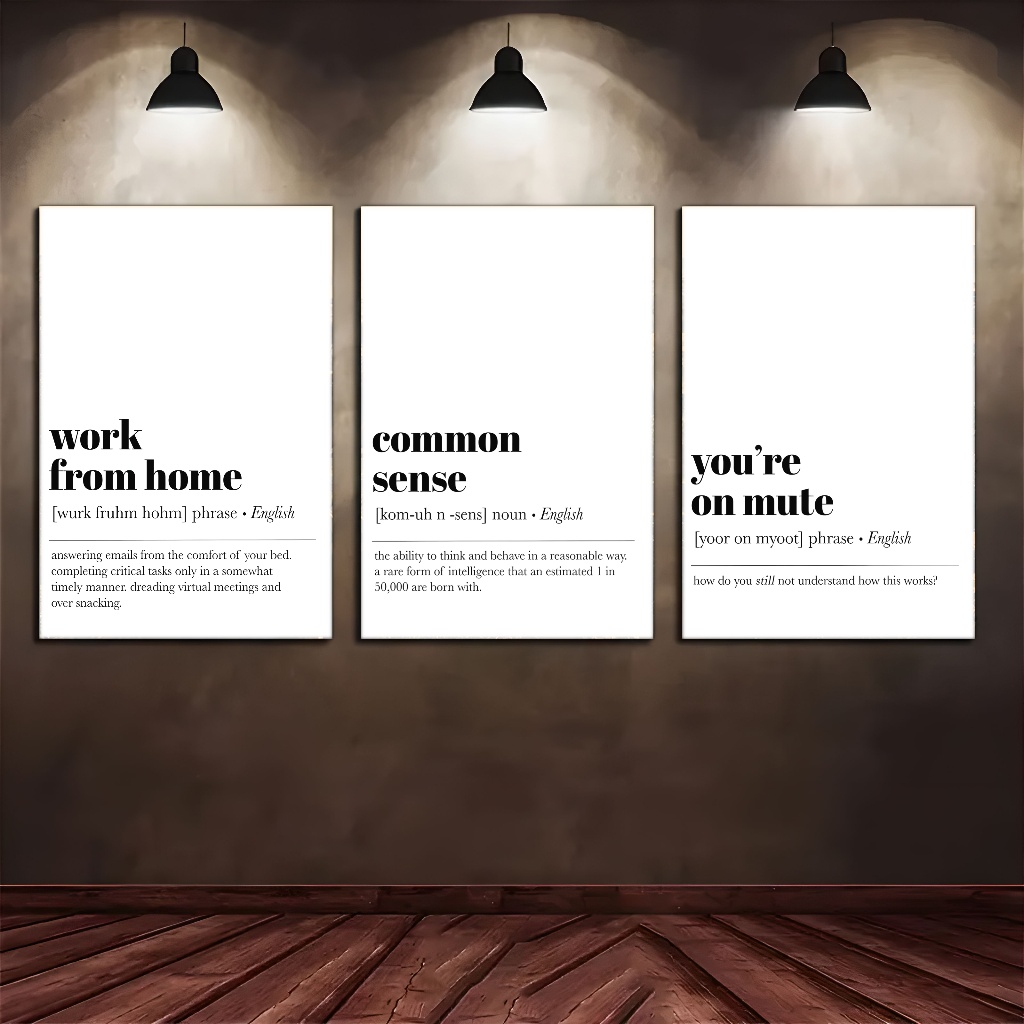 work
from home
[wurk fruhm hohm] phrase • English
answering emails from the comfort of your bed.
completing critical tasks only in a somewhat
timely manner. dreading virtual meetings and
over snacking.
common
sense
[kom-uh n -sens] noun • English
the ability to think and behave in a reasonable way.
a rare form of intelligence that an estimated 1 in
50,000 are born with.
you're
on mute
[yoor on myoot] phrase • English
how do you still not understand how this works?